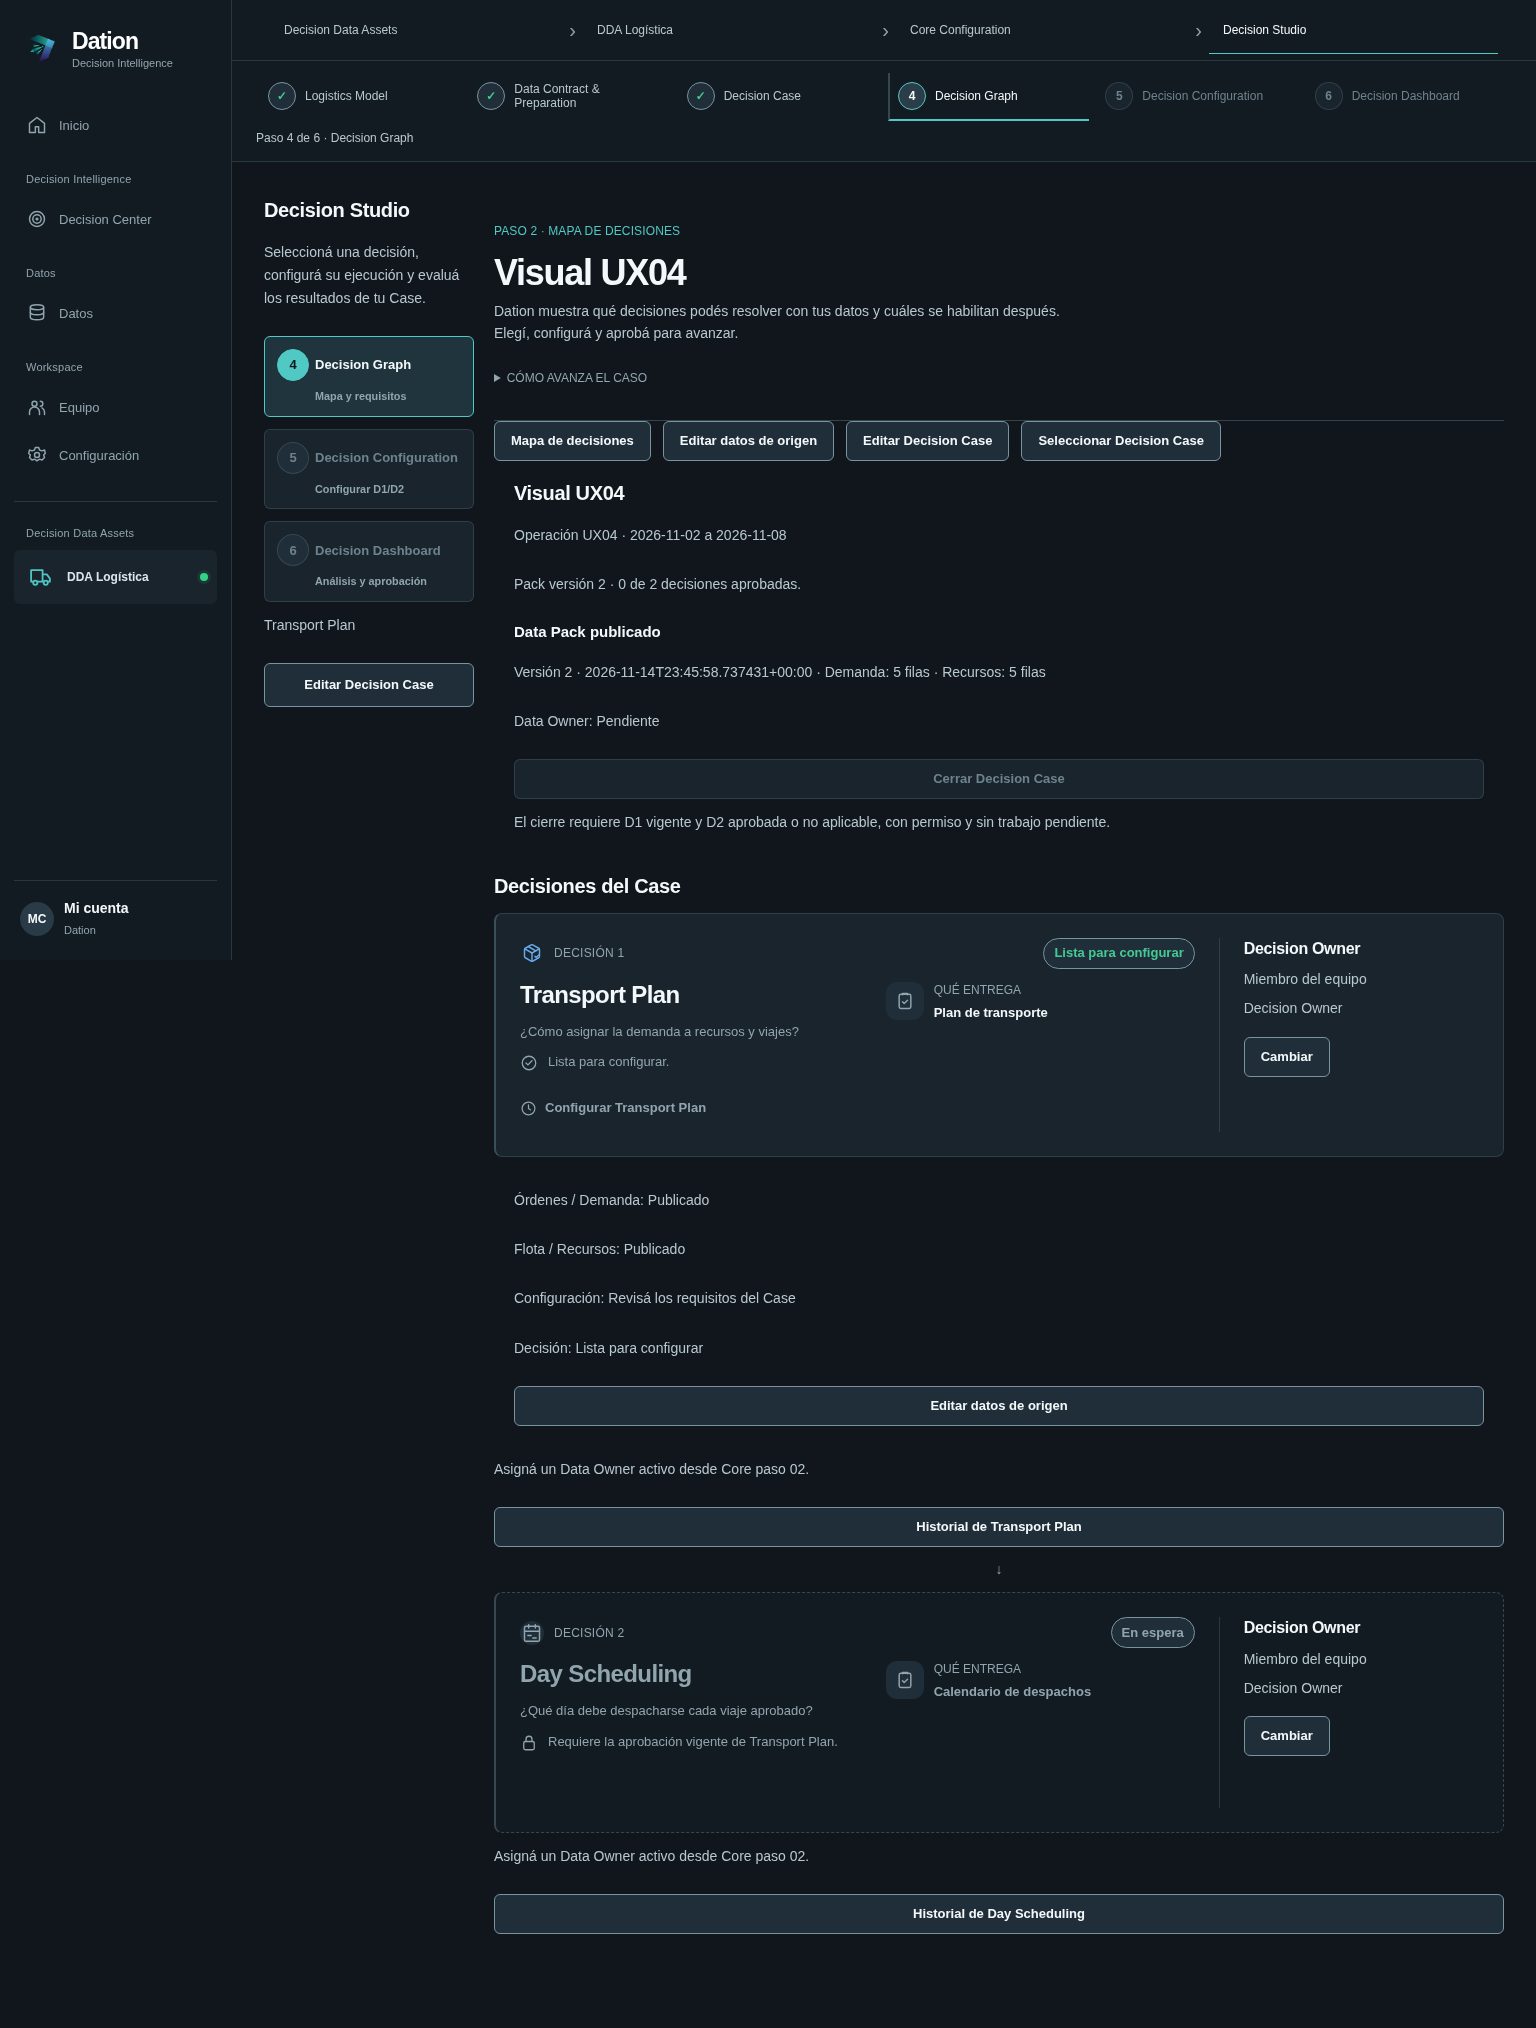 Dation
Decision Intelligence
Inicio
Decision Intelligence
Decision Center
Datos
Datos
Workspace
Equipo
Configuración
Decision Data Assets
DDA Logística
MC
Mi cuenta
Dation
Decision Data Assets › DDA Logística › Core Configuration › Decision Studio
✓ Logistics Model
✓ Data Contract &
Preparation
✓ Decision Case
4 Decision Graph
5 Decision Configuration
6 Decision Dashboard
Paso 4 de 6 · Decision Graph
Decision Studio
Seleccioná una decisión,
configurá su ejecución y evaluá
los resultados de tu Case.
4 Decision Graph
Mapa y requisitos
5 Decision Configuration
Configurar D1/D2
6 Decision Dashboard
Análisis y aprobación
Transport Plan
Editar Decision Case
PASO 2 · MAPA DE DECISIONES
Visual UX04
Dation muestra qué decisiones podés resolver con tus datos y cuáles se habilitan después.
Elegí, configurá y aprobá para avanzar.
▶ CÓMO AVANZA EL CASO
Mapa de decisiones
Editar datos de origen
Editar Decision Case
Seleccionar Decision Case
Visual UX04
Operación UX04 · 2026-11-02 a 2026-11-08
Pack versión 2 · 0 de 2 decisiones aprobadas.
Data Pack publicado
Versión 2 · 2026-11-14T23:45:58.737431+00:00 · Demanda: 5 filas · Recursos: 5 filas
Data Owner: Pendiente
Cerrar Decision Case
El cierre requiere D1 vigente y D2 aprobada o no aplicable, con permiso y sin trabajo pendiente.
Decisiones del Case
DECISIÓN 1
Lista para configurar
Transport Plan
¿Cómo asignar la demanda a recursos y viajes?
Lista para configurar.
Configurar Transport Plan
QUÉ ENTREGA
Plan de transporte
Decision Owner
Miembro del equipo
Decision Owner
Cambiar
Órdenes / Demanda: Publicado
Flota / Recursos: Publicado
Configuración: Revisá los requisitos del Case
Decisión: Lista para configurar
Editar datos de origen
Asigná un Data Owner activo desde Core paso 02.
Historial de Transport Plan
↓
DECISIÓN 2
En espera
Day Scheduling
¿Qué día debe despacharse cada viaje aprobado?
Requiere la aprobación vigente de Transport Plan.
QUÉ ENTREGA
Calendario de despachos
Decision Owner
Miembro del equipo
Decision Owner
Cambiar
Asigná un Data Owner activo desde Core paso 02.
Historial de Day Scheduling